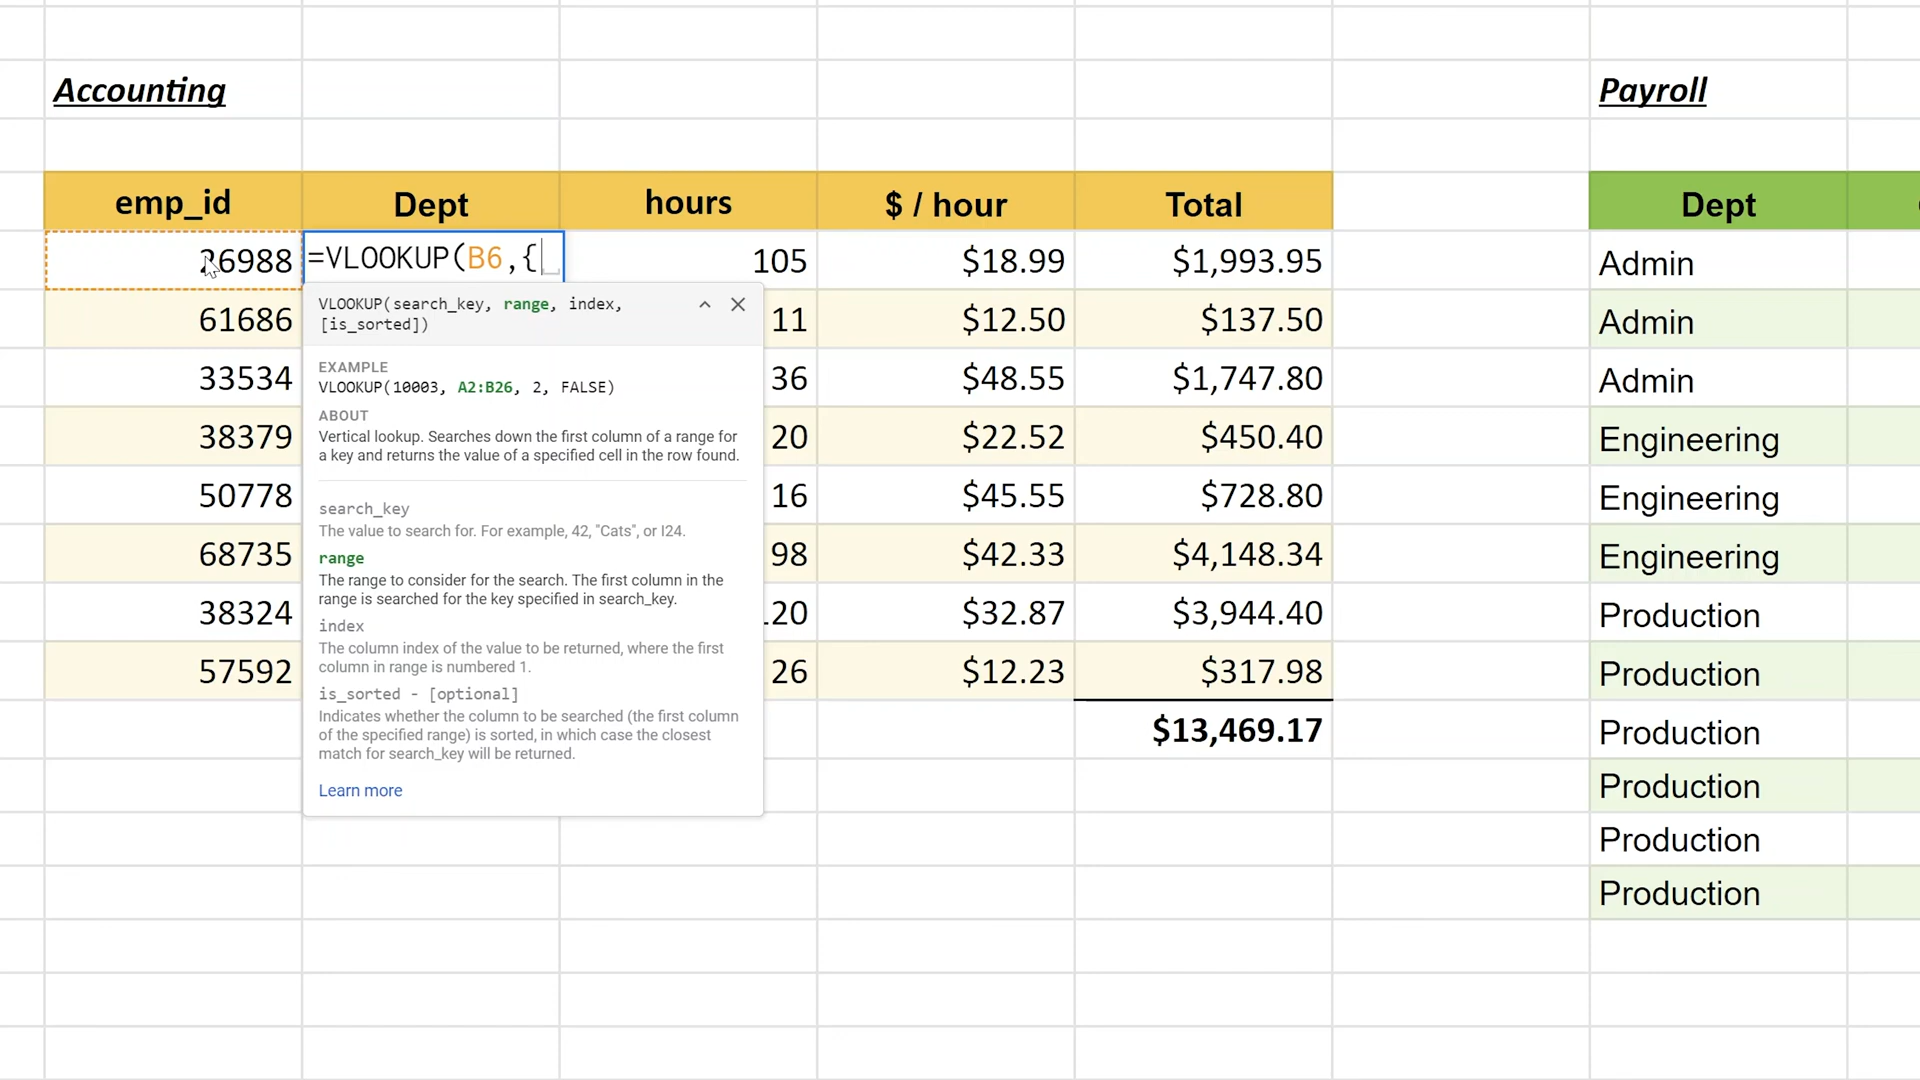 Accounting
Payroll
emp_id Dept hours $ / hour Total Dept
26988 =VLOOKUP(B6,{ 105 $18.99 $1,993.95 Admin
61686 11 $12.50 $137.50 Admin
33534 36 $48.55 $1,747.80 Admin
38379 20 $22.52 $450.40 Engineering
50778 16 $45.55 $728.80 Engineering
68735 98 $42.33 $4,148.34 Engineering
38324 20 $32.87 $3,944.40 Production
57592 26 $12.23 $317.98 Production
$13,469.17 Production
Production
Production
Production
VLOOKUP(search_key, range, index,
[is_sorted])
EXAMPLE
VLOOKUP(10003, A2:B26, 2, FALSE)
ABOUT
Vertical lookup. Searches down the first column of a range for
a key and returns the value of a specified cell in the row found.
search_key
The value to search for. For example, 42, "Cats", or I24.
range
The range to consider for the search. The first column in the
range is searched for the key specified in search_key.
index
The column index of the value to be returned, where the first
column in range is numbered 1.
is_sorted - [optional]
Indicates whether the column to be searched (the first column
of the specified range) is sorted, in which case the closest
match for search_key will be returned.
Learn more